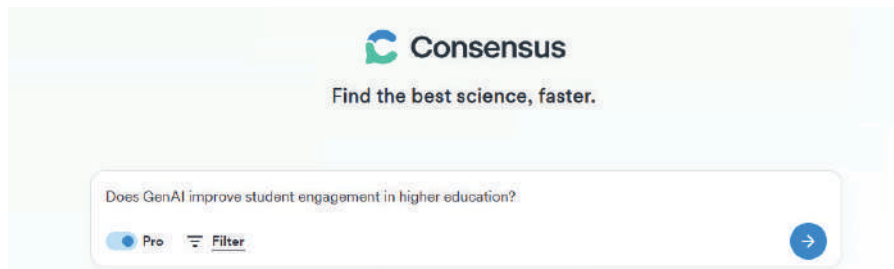 Consensus
Find the best science, faster.
Does GenAI improve student engagement in higher education?
Pro Filter